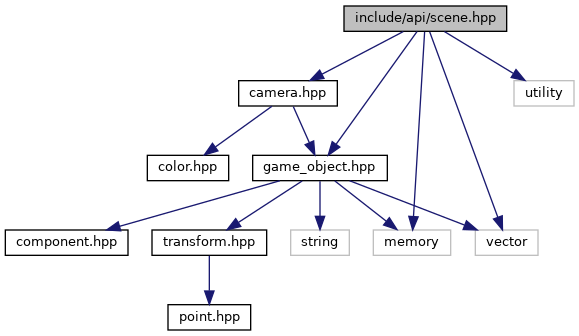 include/api/scene.hpp
camera.hpp
utility
color.hpp
game_object.hpp
component.hpp
transform.hpp
string
memory
vector
point.hpp